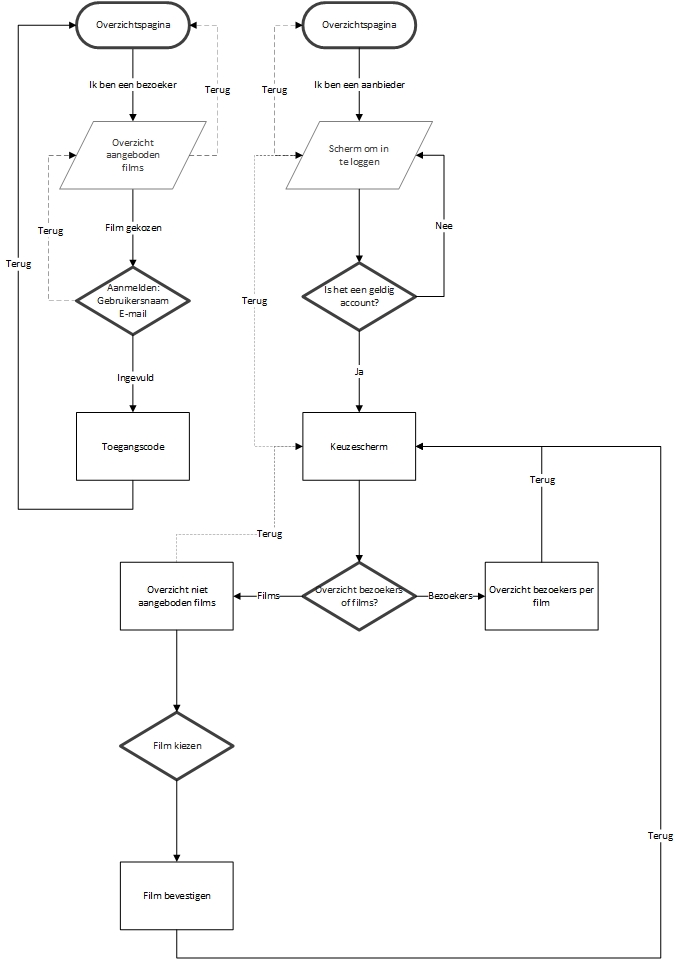 Overzichtspagina
Overzichtspagina
Ik ben een bezoeker
Terug
Terug
Ik ben een aanbieder
Overzicht
aangeboden
films
Scherm om in
te loggen
Terug
Film gekozen
Nee
Terug
Aanmelden:
Gebruikersnaam
E-mail
Terug
Is het een geldig
account?
Ingevuld
Ja
Toegangscode
Keuzescherm
Terug
Terug
Overzicht niet
aangeboden films
Films
Overzicht bezoekers
of films?
Bezoekers
Overzicht bezoekers per
film
Film kiezen
Terug
Film bevestigen